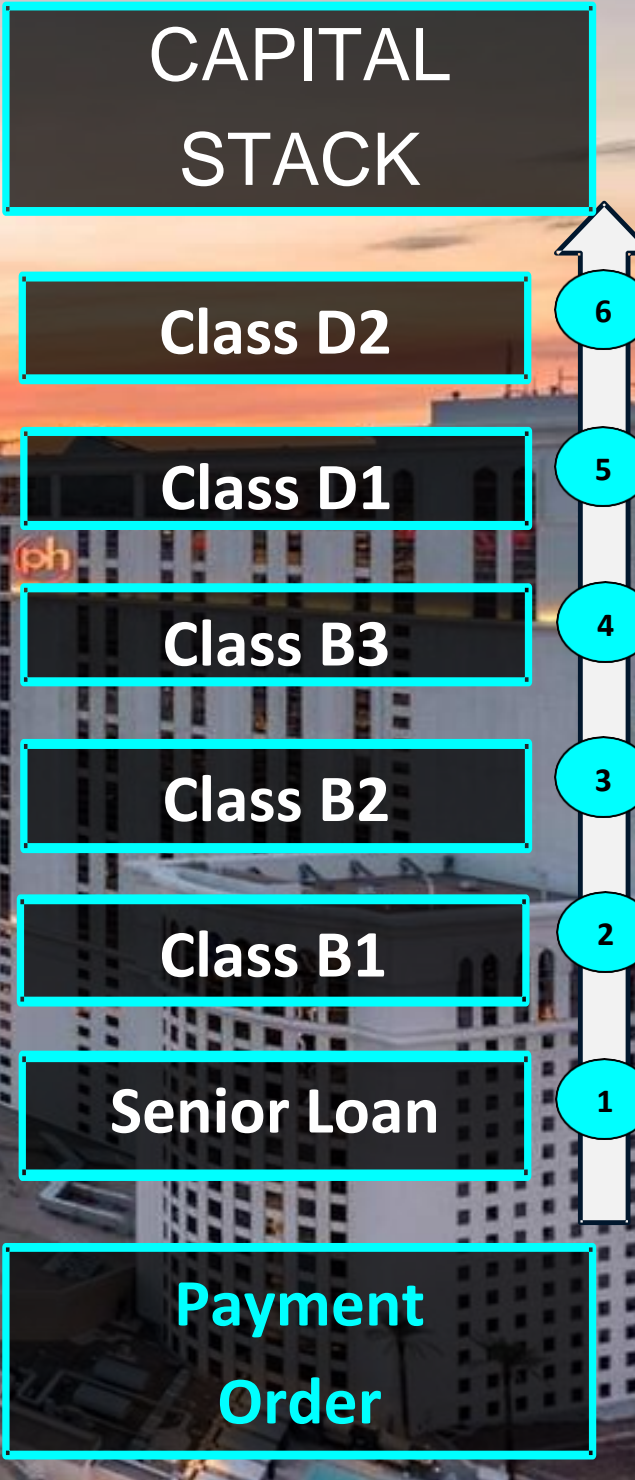 CAPITAL
STACK
Class D2
6
Class D1
5
ph
Class B3
4
Class B2
3
Class B1
2
Senior Loan
1
Payment
Order